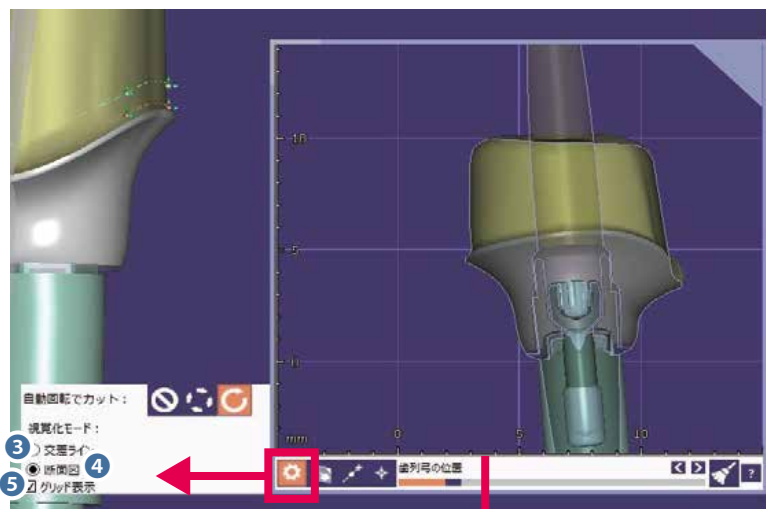 10
5
0
mm
0
5
10
自動回転でカット：
視覚化モード：
3 交差ライン
断面図 4
5 グリッド表示
歯列弓の位置
?